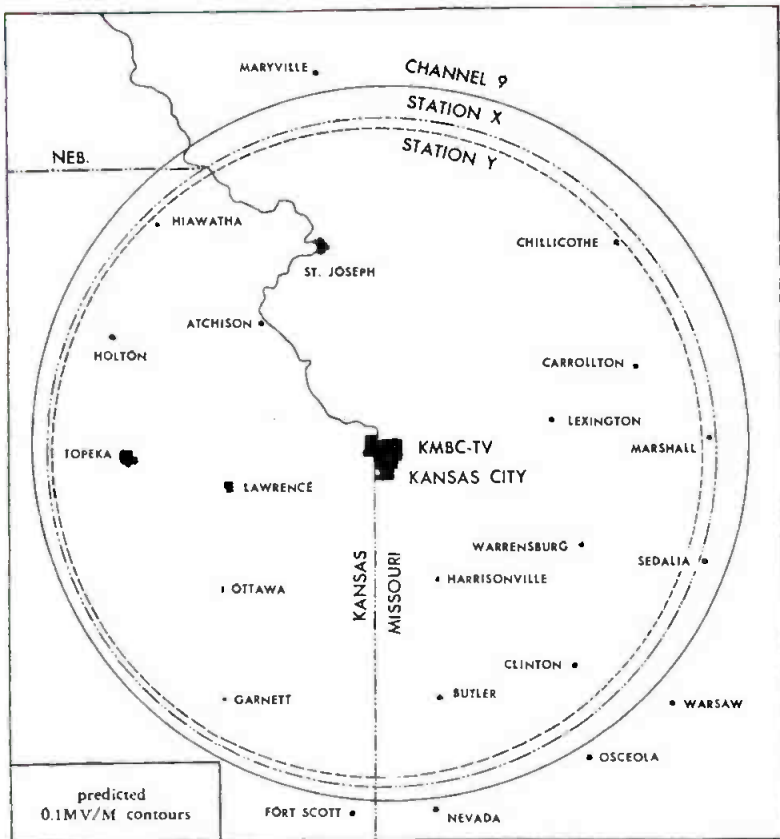 MARYVILLE
CHANNEL 9
STATION X
STATION Y
NEB.
HIAWATHA
CHILLICOTHE
ST. JOSEPH
ATCHISON
HOLTON
CARROLLTON
LEXINGTON
KMBC-TV
MARSHALL
TOPEKA
KANSAS CITY
LAWRENCE
WARRENSBURG
SEDALIA
KANSAS
MISSOURI
HARRISONVILLE
OTTAWA
CLINTON
GARNETT
BUTLER
WARSAW
OSCEOLA
predicted
0.1MV/M contours
FORT SCOTT
NEVADA